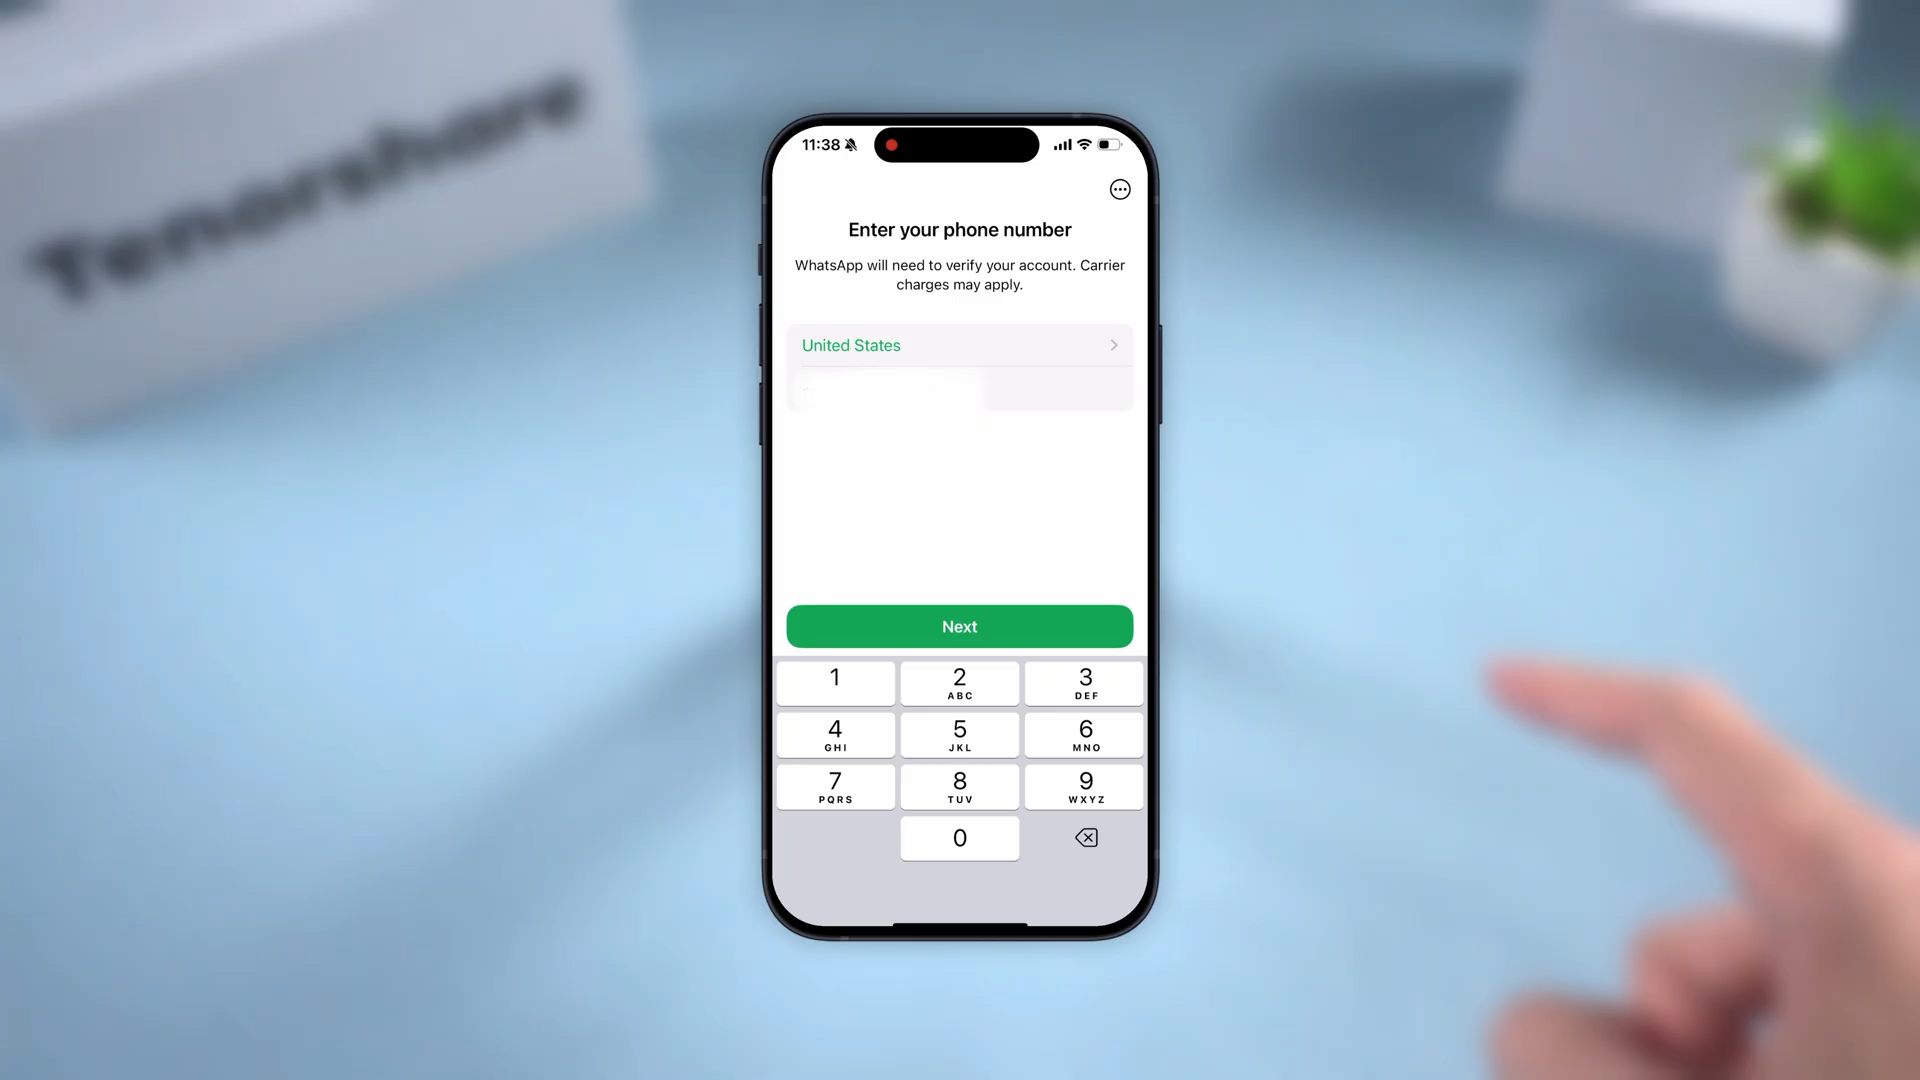 Tenorshare
11:38
Enter your phone number
WhatsApp will need to verify your account. Carrier
charges may apply.
United States
Next
1
2
ABC
3
DEF
4
GHI
5
JKL
6
MNO
7
PQRS
8
TUV
9
WXYZ
0